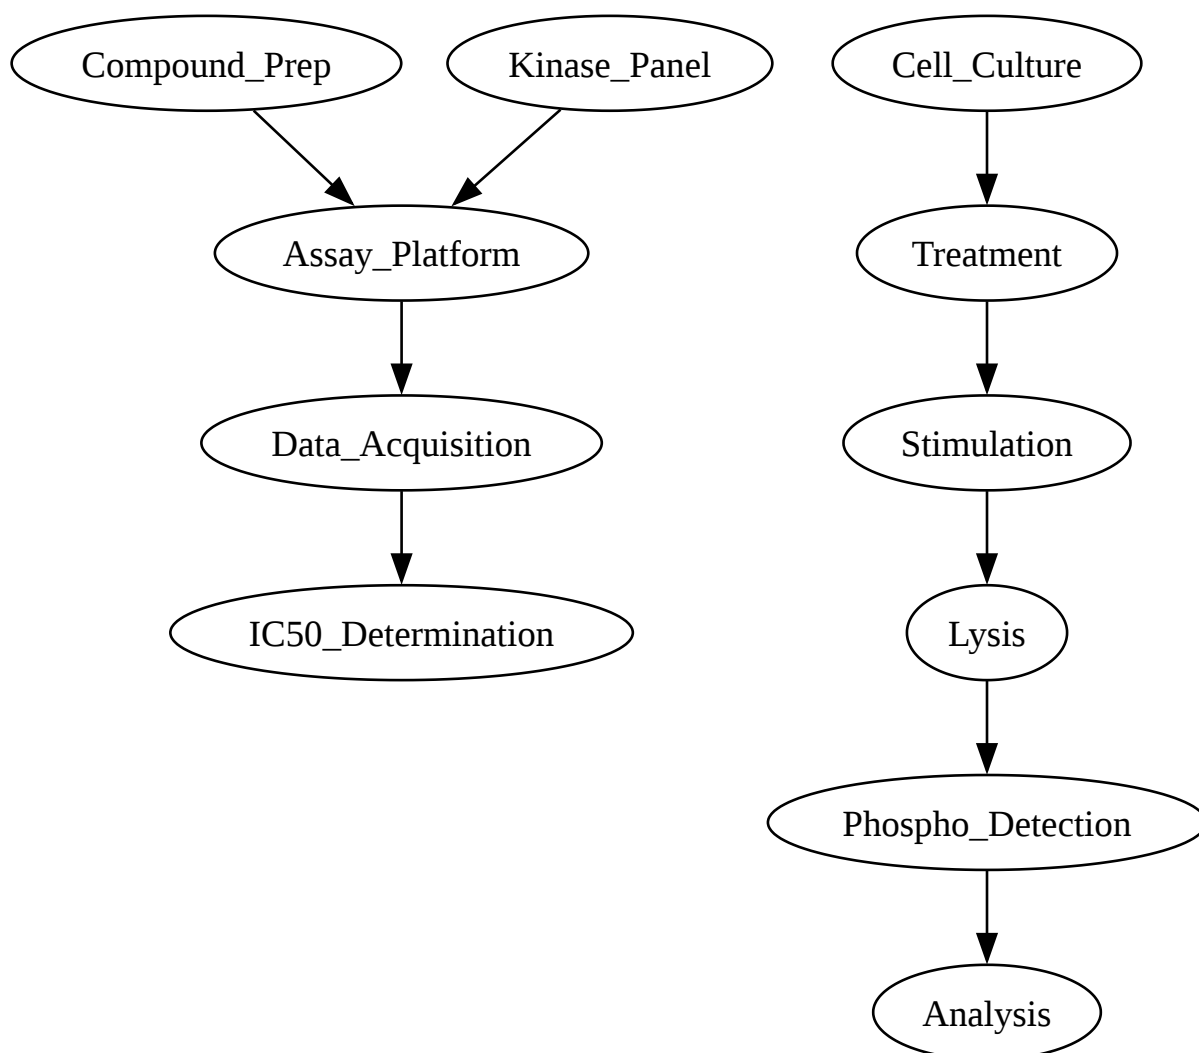 Compound_Prep
Kinase_Panel
Cell_Culture
Assay_Platform
Treatment
Data_Acquisition
Stimulation
IC50_Determination
Lysis
Phospho_Detection
Analysis